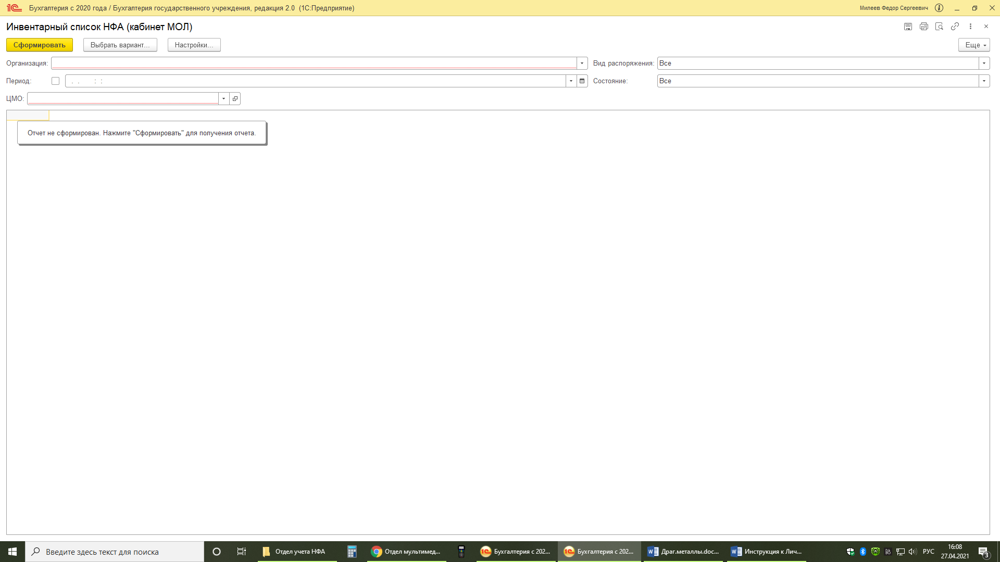 1С Бухгалтерия с 2020 года / Бухгалтерия государственного учреждения, редакция 2.0 (1С:Предприятие) Милеев Федор Сергеевич
Инвентарный список НФА (кабинет МОЛ)
Сформировать Выбрать вариант... Настройки... Еще
Организация: Вид распоряжения: Все
Период: . . : : Состояние: Все
ЦМО:
Отчет не сформирован. Нажмите "Сформировать" для получения отчета.
Введите здесь текст для поиска Отдел учета НФА Отдел мультимед... Бухгалтерия с 202... Бухгалтерия с 202... Драг.металлы.doc... Инструкция к Лич... РУС
16:08
27.04.2021
3